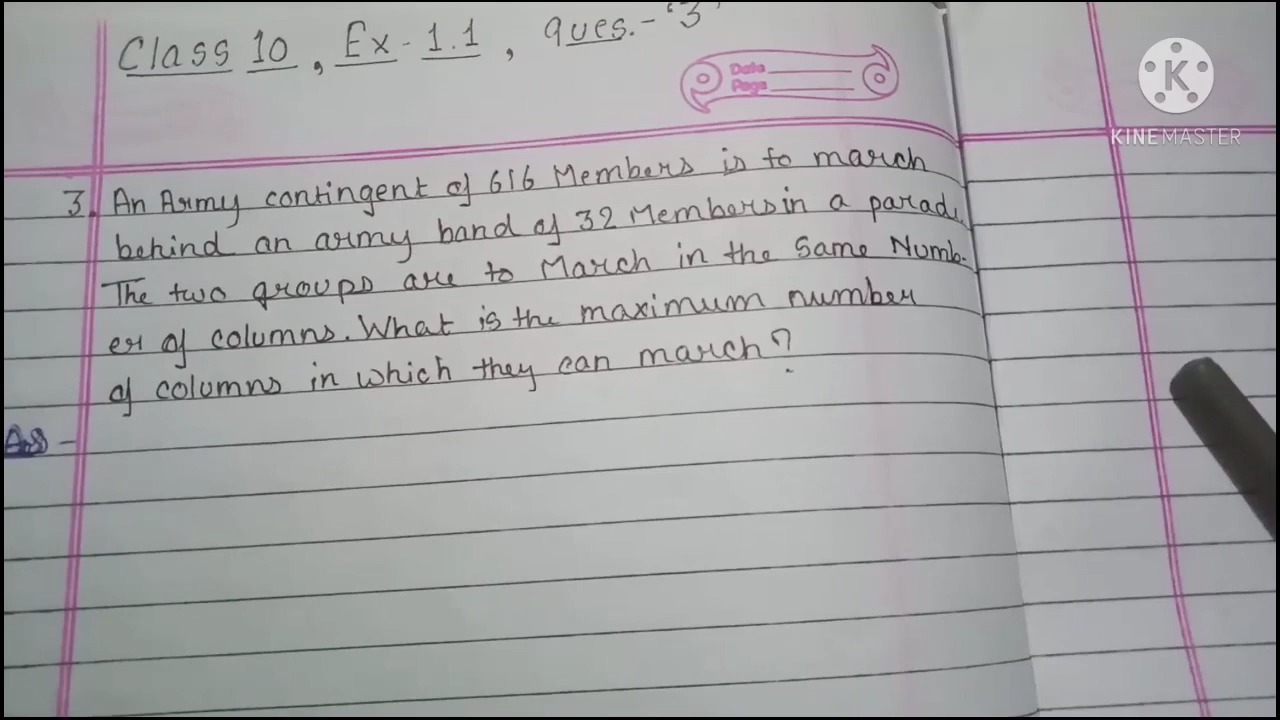 Class 10, Ex-1.1, ques.-'3'
Date
Page
KINEMASTER
3. An Army contingent of 616 Members is to march
behind an army band of 32 Members in a parade.
The two groups are to March in the same Numb-
er of columns. What is the maximum number
of columns in which they can march?
Ans -